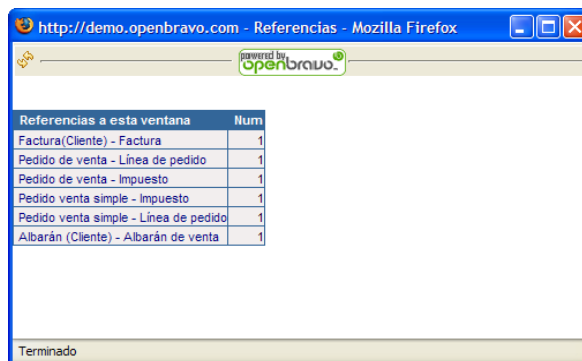 http://demo.openbravo.com - Referencias - Mozilla Firefox
powered by
openbravo
Referencias a esta ventana Num
Factura(Cliente) - Factura 1
Pedido de venta - Línea de pedido 1
Pedido de venta - Impuesto 1
Pedido venta simple - Impuesto 1
Pedido venta simple - Línea de pedido 1
Albarán (Cliente) - Albarán de venta 1
Terminado